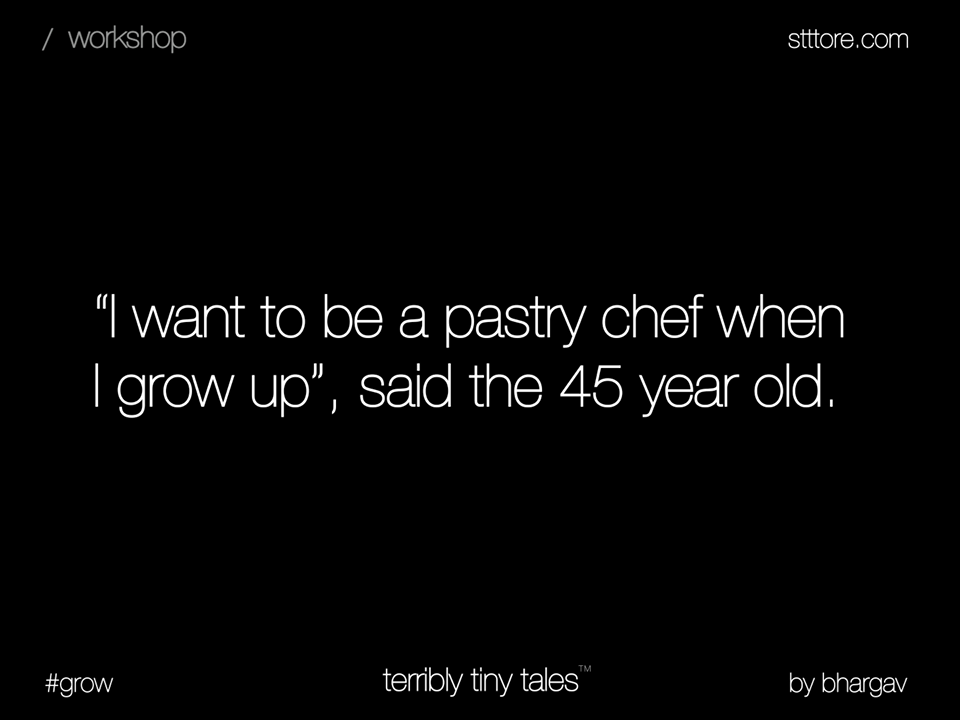 / workshop
stttore.com
“I want to be a pastry chef when
I grow up”, said the 45 year old.
#grow
terribly tiny tales™
by bhargav